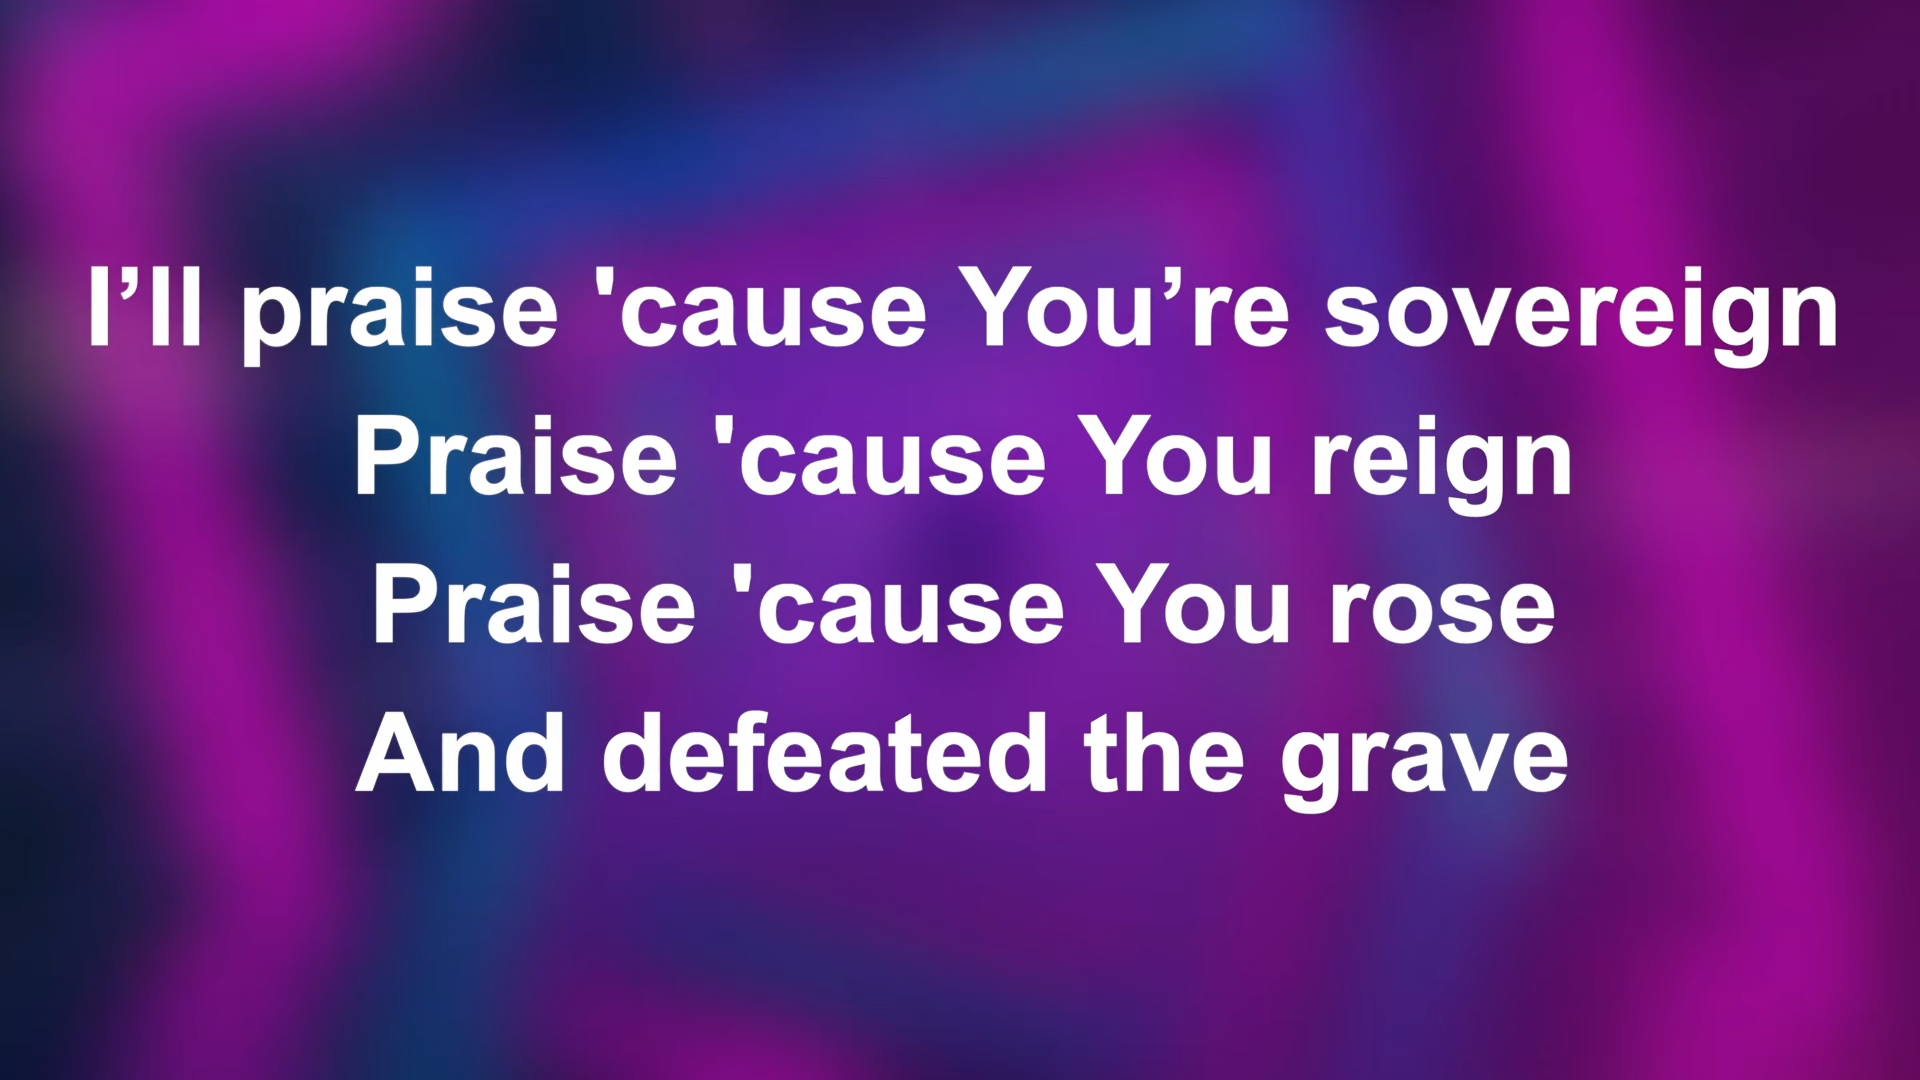 I’ll praise 'cause You’re sovereign
Praise 'cause You reign
Praise 'cause You rose
And defeated the grave